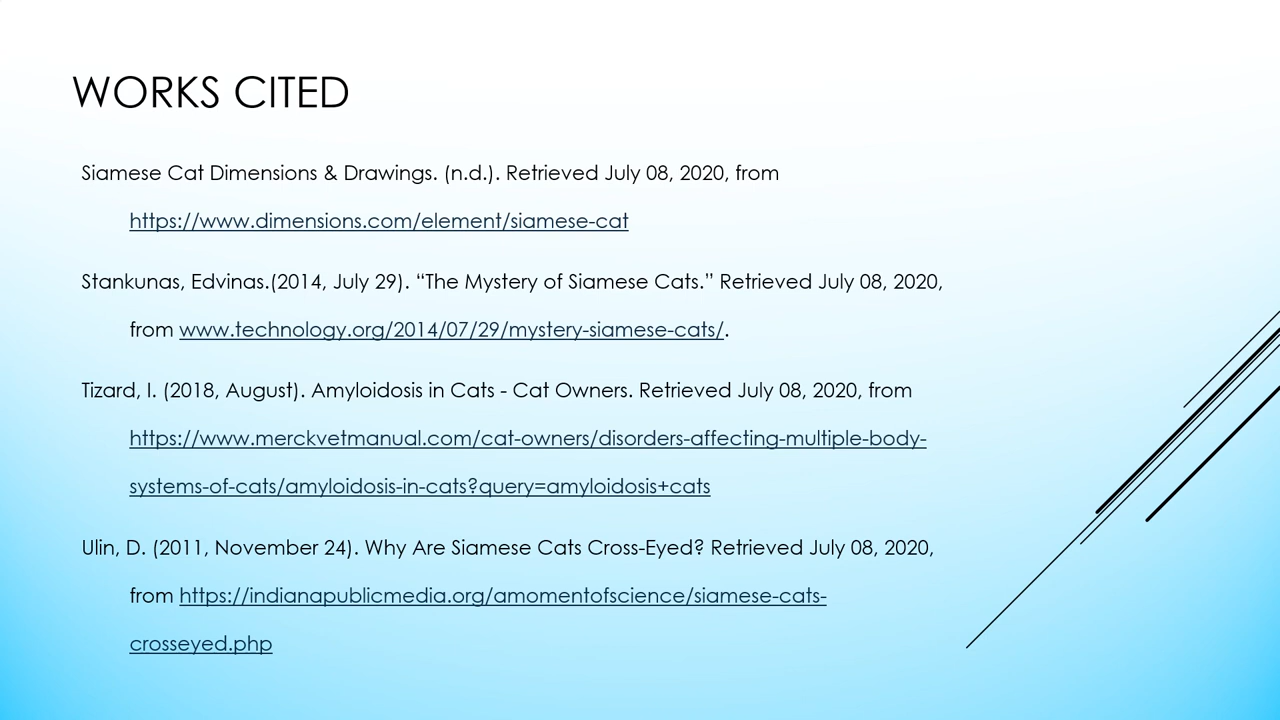 WORKS CITED
Siamese Cat Dimensions & Drawings. (n.d.). Retrieved July 08, 2020, from
https://www.dimensions.com/element/siamese-cat
Stankunas, Edvinas.(2014, July 29). “The Mystery of Siamese Cats.” Retrieved July 08, 2020,
from www.technology.org/2014/07/29/mystery-siamese-cats/.
Tizard, I. (2018, August). Amyloidosis in Cats - Cat Owners. Retrieved July 08, 2020, from
https://www.merckvetmanual.com/cat-owners/disorders-affecting-multiple-body-
systems-of-cats/amyloidosis-in-cats?query=amyloidosis+cats
Ulin, D. (2011, November 24). Why Are Siamese Cats Cross-Eyed? Retrieved July 08, 2020,
from https://indianapublicmedia.org/amomentofscience/siamese-cats-
crosseyed.php